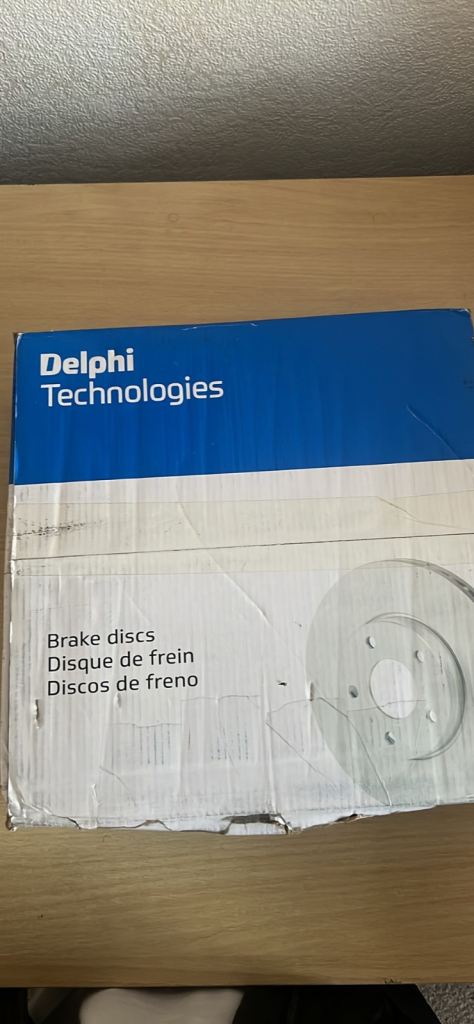 Delphi
Technologies
Brake discs
Disque de frein
Discos de freno